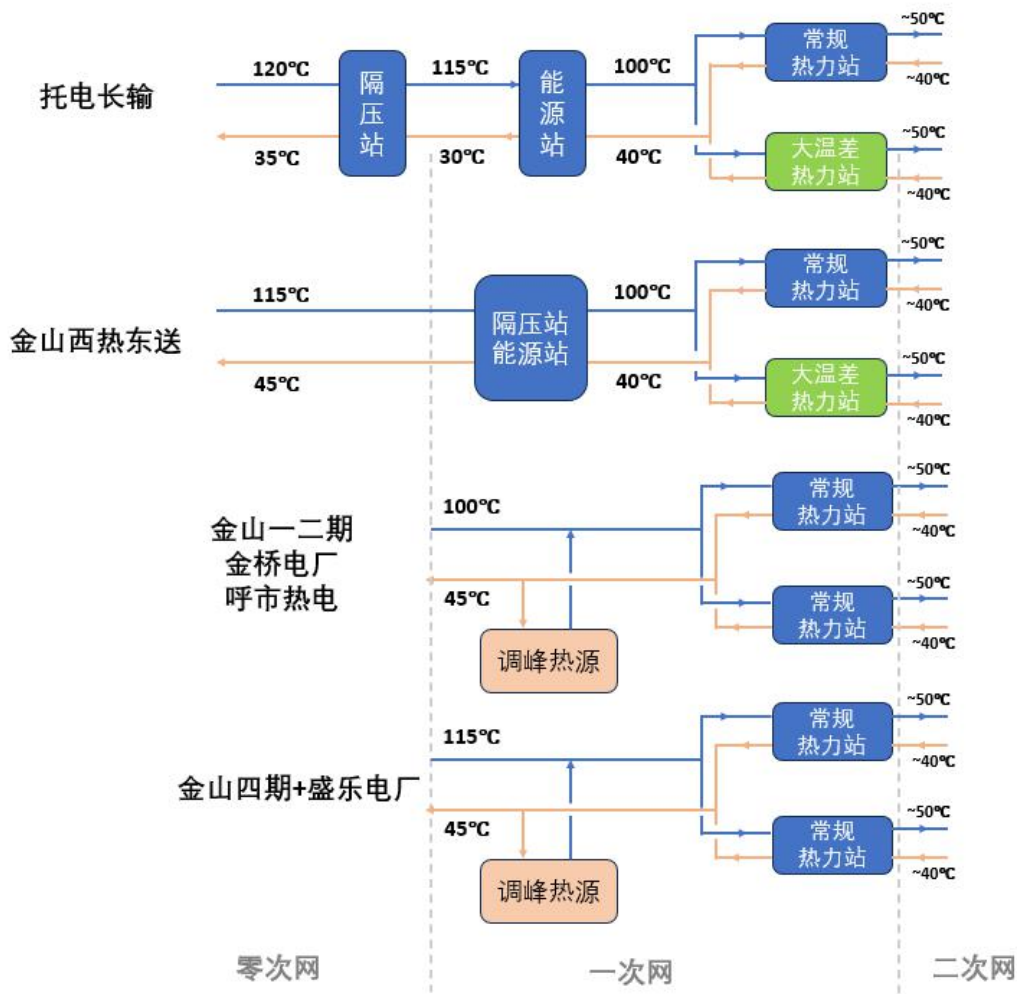 托电长输
120℃
35℃
隔压站
115℃
30℃
能源站
100℃
40℃
常规
热力站
~50℃
~40℃
大温差
热力站
~50℃
~40℃
金山西热东送
115℃
45℃
隔压站
能源站
100℃
40℃
常规
热力站
~50℃
~40℃
大温差
热力站
~50℃
~40℃
金山一二期
金桥电厂
呼市热电
100℃
45℃
调峰热源
常规
热力站
~50℃
~40℃
常规
热力站
~50℃
~40℃
金山四期+盛乐电厂
115℃
45℃
调峰热源
常规
热力站
~50℃
~40℃
常规
热力站
~50℃
~40℃
零次网
一次网
二次网